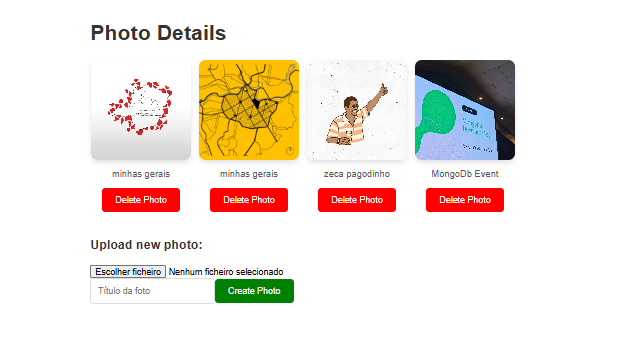 Photo Details
minhas gerais
minhas gerais
zeca pagodinho
MongoDb Event
Delete Photo
Delete Photo
Delete Photo
Delete Photo
Upload new photo:
Escolher ficheiro Nenhum ficheiro selecionado
Título da foto
Create Photo